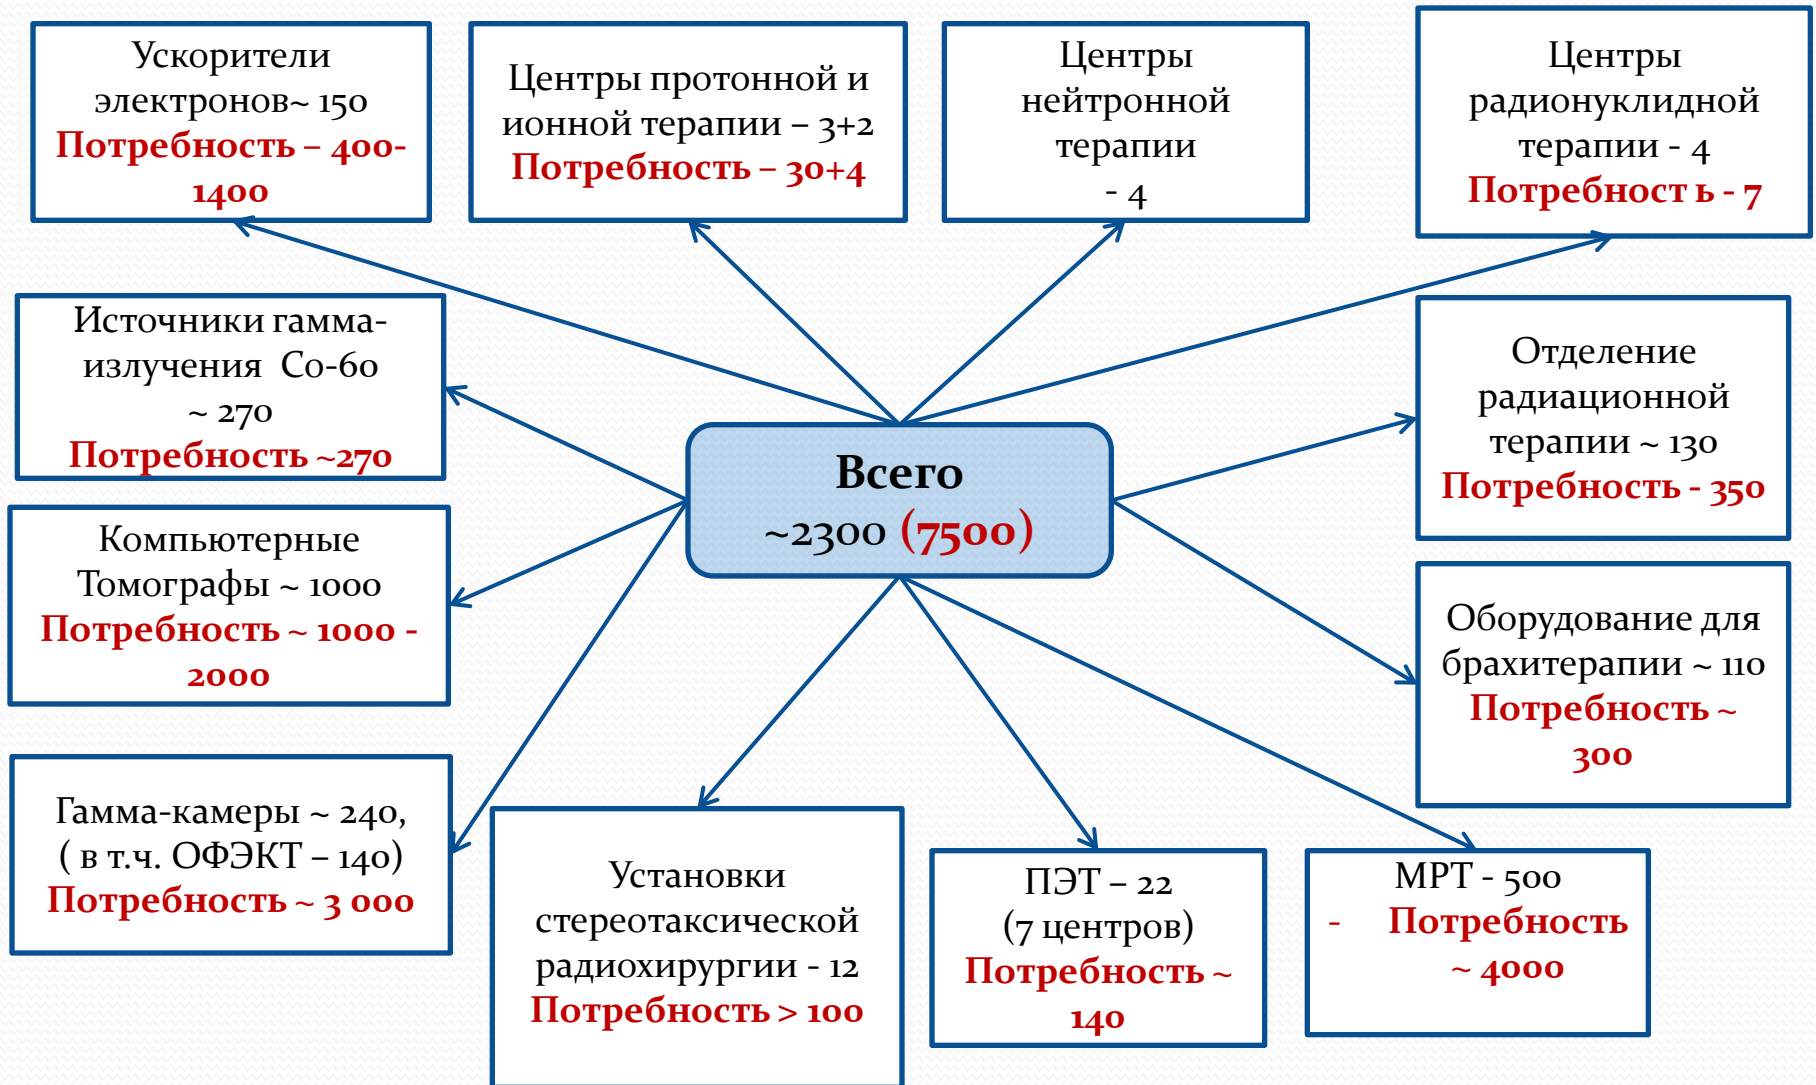 Ускорители
электронов~ 150
Потребность – 400-
1400
Центры протонной и
ионной терапии – 3+2
Потребность – 30+4
Центры
нейтронной
терапии
- 4
Центры
радионуклидной
терапии - 4
Потребност ь - 7
Источники гамма-
излучения Со-60
~ 270
Потребность ~270
Отделение
радиационной
терапии ~ 130
Потребность - 350
Всего
~2300 (7500)
Компьютерные
Томографы ~ 1000
Потребность ~ 1000 -
2000
Оборудование для
брахитерапии ~ 110
Потребность ~
300
Гамма-камеры ~ 240,
( в т.ч. ОФЭКТ – 140)
Потребность ~ 3 000
Установки
стереотаксической
радиохирургии - 12
Потребность > 100
ПЭТ – 22
(7 центров)
Потребность ~
140
МРТ - 500
- Потребность
~ 4000